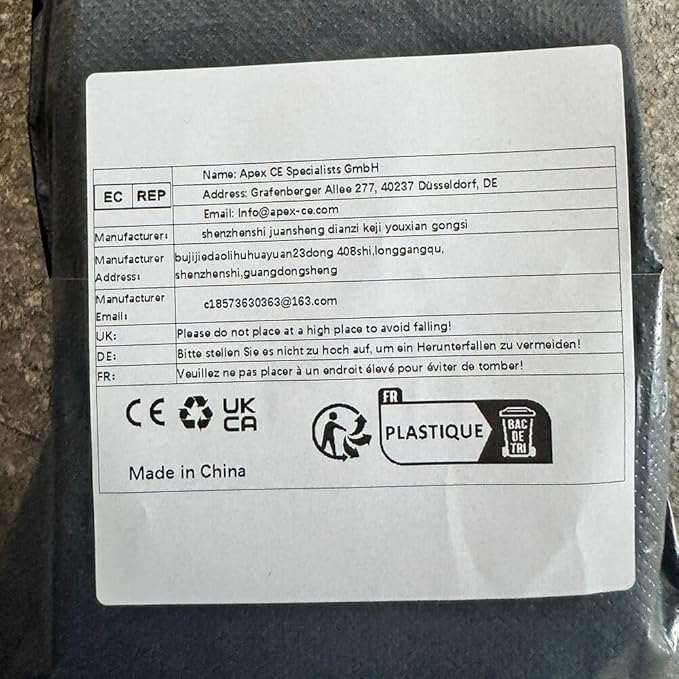 EC REP
Name: Apex CE Specialists GmbH
Address: Grafenberger Allee 277, 40237 Düsseldorf, DE
Email: Info@apex-ce.com
Manufacturer: shenzhenshi juansheng dianzi keji youxian gongsi
Manufacturer Address: bujijiedaolihuhuayuan23dong 408shi,longgangqu,
shenzhenshi,guangdongsheng
Manufacturer Email: c18573630363@163.com
UK: Please do not place at a high place to avoid falling!
DE: Bitte stellen Sie es nicht zu hoch auf, um ein Herunterfallen zu vermeiden!
FR: Veuillez ne pas placer à un endroit élevé pour éviter de tomber!
CE
UK
CA
FR
PLASTIQUE
BAC
DE
TRI
Made in China